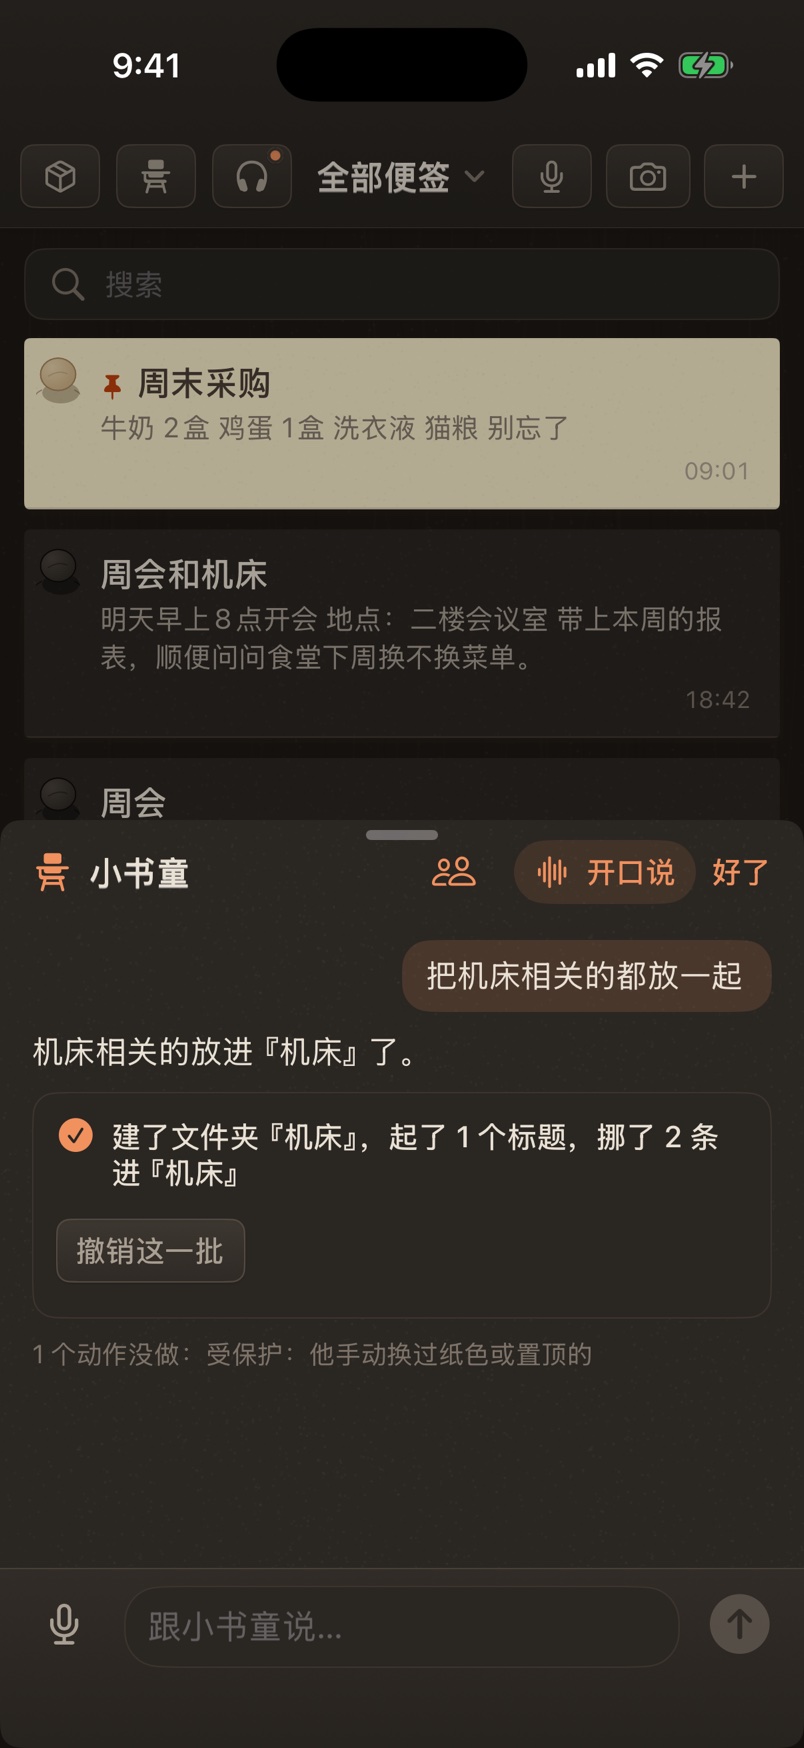 9:41
全部便签
搜索
周末采购
牛奶 2盒 鸡蛋 1盒 洗衣液 猫粮 别忘了
09:01
周会和机床
明天早上8点开会 地点：二楼会议室 带上本周的报
表，顺便问问食堂下周换不换菜单。
18:42
周会
小书童
开口说
好了
把机床相关的都放一起
机床相关的放进『机床』了。
建了文件夹『机床』，起了 1 个标题，挪了 2 条
进『机床』
撤销这一批
1 个动作没做：受保护：他手动换过纸色或置顶的
跟小书童说...